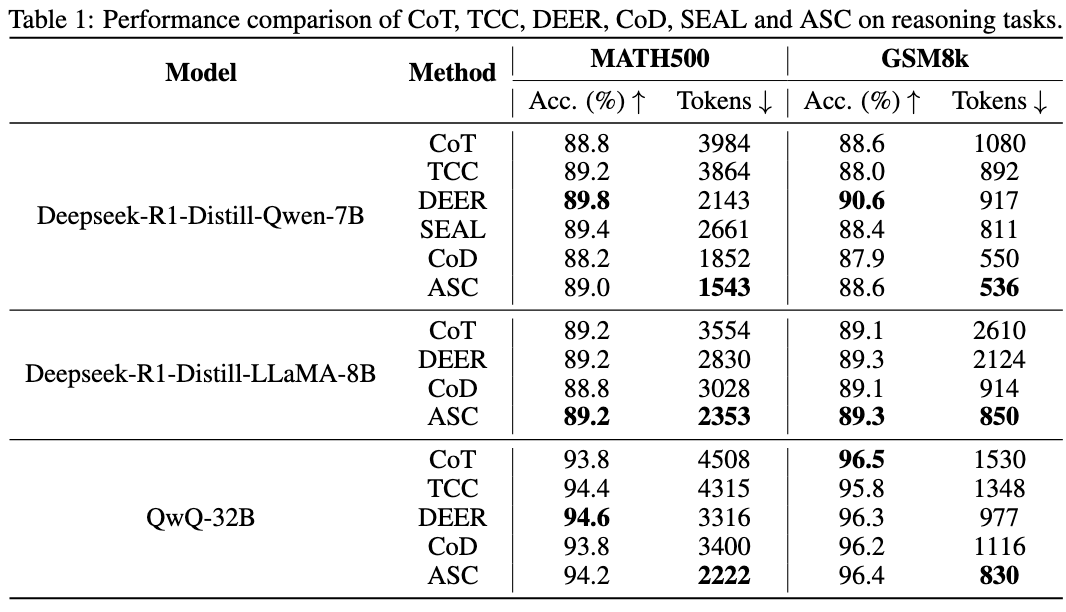 Table 1: Performance comparison of CoT, TCC, DEER, CoD, SEAL and ASC on reasoning tasks.
Model Method MATH500 GSM8k
Acc. (%) ↑ Tokens ↓ Acc. (%) ↑ Tokens ↓
CoT 88.8 3984 88.6 1080
TCC 89.2 3864 88.0 892
Deepseek-R1-Distill-Qwen-7B DEER 89.8 2143 90.6 917
SEAL 89.4 2661 88.4 811
CoD 88.2 1852 87.9 550
ASC 89.0 1543 88.6 536
CoT 89.2 3554 89.1 2610
Deepseek-R1-Distill-LLaMA-8B DEER 89.2 2830 89.3 2124
CoD 88.8 3028 89.1 914
ASC 89.2 2353 89.3 850
CoT 93.8 4508 96.5 1530
TCC 94.4 4315 95.8 1348
QwQ-32B DEER 94.6 3316 96.3 977
CoD 93.8 3400 96.2 1116
ASC 94.2 2222 96.4 830